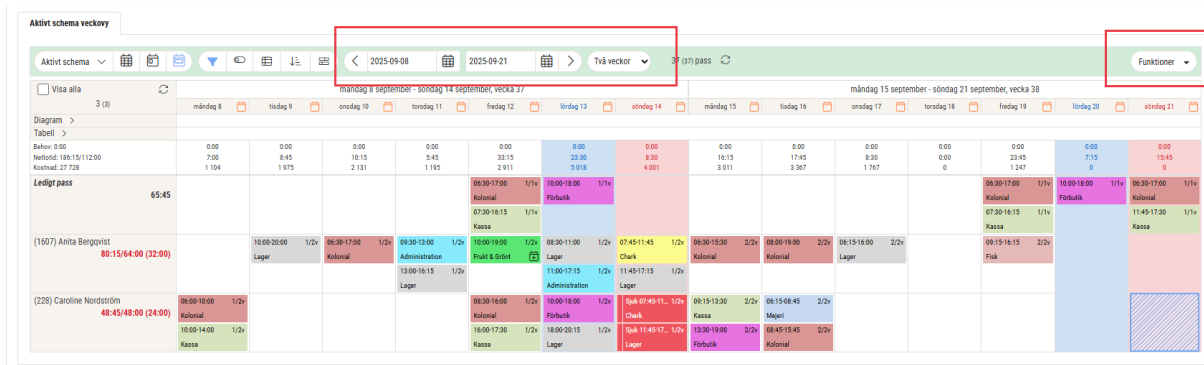 Aktivt schema veckovy
Aktivt schema 2025-09-08 2025-09-21 Två veckor 37 (37) pass Funktioner
Visa alla måndag 8 september - söndag 14 september, vecka 37 måndag 15 september - söndag 21 september, vecka 38
3 (3) måndag 8 tisdag 9 onsdag 10 torsdag 11 fredag 12 lördag 13 söndag 14 måndag 15 tisdag 16 onsdag 17 torsdag 18 fredag 19 lördag 20 söndag 21
Diagram >
Tabell >
Behov: 0:00 0:00 0:00 0:00 0:00 0:00 0:00 0:00 0:00 0:00 0:00 0:00 0:00 0:00 0:00
Nettotid: 186:15/112:00 7:00 8:45 10:15 5:45 33:15 23:30 8:30 16:15 17:45 8:30 0:00 23:45 7:15 15:45
Kostnad: 27 728 1 104 1 975 2 131 1 195 2 911 5 018 4 001 3 011 3 367 1 767 0 1 247 0 0
Ledigt pass 06:30-17:00 1/1v 10:00-18:00 1/1v 06:30-17:00 1/1v 10:00-18:00 1/1v 06:30-17:00 1/1v
65:45 Kolonial Förbutik Kolonial Förbutik Kolonial
07:30-16:15 1/1v 07:30-16:15 1/1v 11:45-17:30 1/1v
Kassa Kassa Kassa
(1607) Anita Bergqvist 10:00-20:00 1/2v 06:30-17:00 1/2v 09:30-13:00 1/2v 10:00-19:00 1/2v 08:30-11:00 1/2v 07:45-11:45 1/2v 06:30-15:30 2/2v 08:00-19:00 2/2v 06:15-16:00 2/2v 09:15-16:15 2/2v
80:15/64:00 (32:00) Lager Kolonial Administration Frukt & Grönt Lager Chark Kolonial Kolonial Lager Fisk
13:00-16:15 1/2v 11:00-17:15 1/2v 11:45-17:15 1/2v
Lager Administration Lager
(228) Caroline Nordström 06:00-10:00 1/2v 08:30-16:00 1/2v 10:00-18:00 1/2v Sjuk 07:45-11... 1/2v 09:15-13:30 2/2v 06:15-08:45 2/2v
48:45/48:00 (24:00) Kolonial Kolonial Förbutik Chark Kassa Mejeri
10:00-14:00 1/2v 16:00-17:30 1/2v 18:00-20:15 1/2v Sjuk 11:45-17... 1/2v 13:30-19:00 2/2v 08:45-15:45 2/2v
Kassa Kassa Lager Lager Förbutik Kolonial